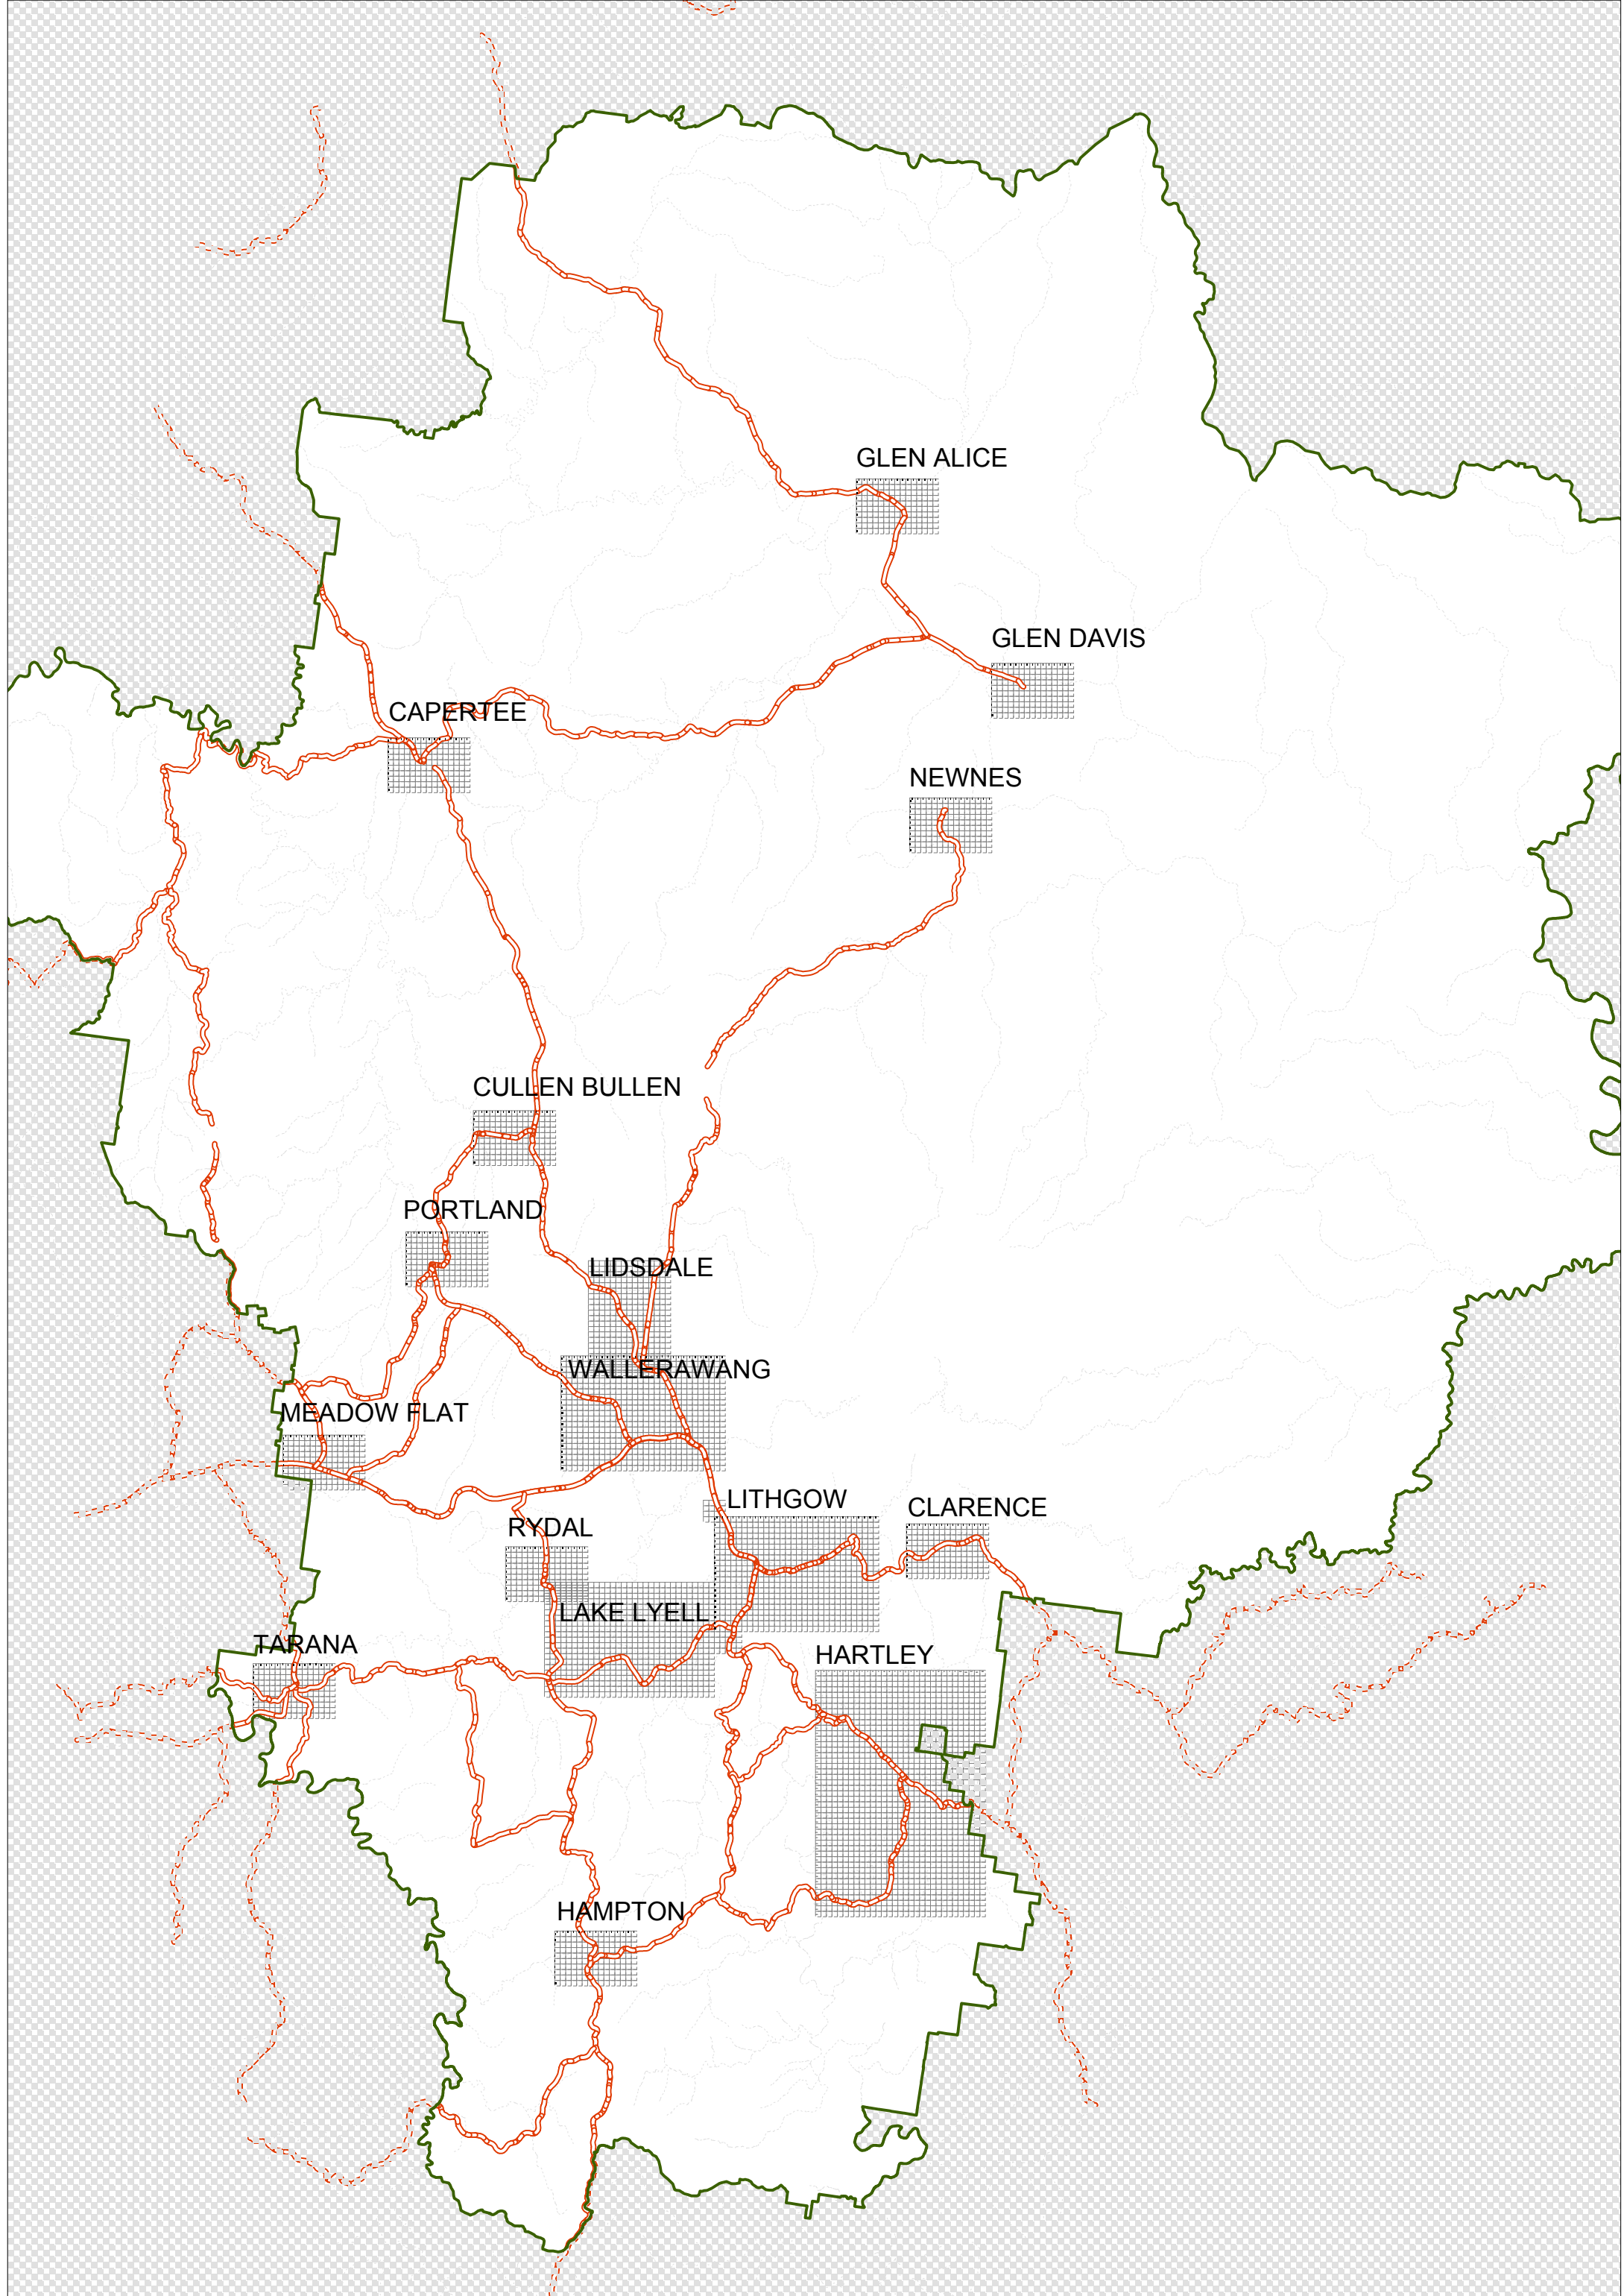 GLEN ALICE
GLEN DAVIS
CAPERTEE
NEWNES
CULLEN BULLEN
PORTLAND
LIDSDALE
WALLERAWANG
MEADOW FLAT
LITHGOW
CLARENCE
RYDAL
LAKE LYELL
TARANA
HARTLEY
HAMPTON